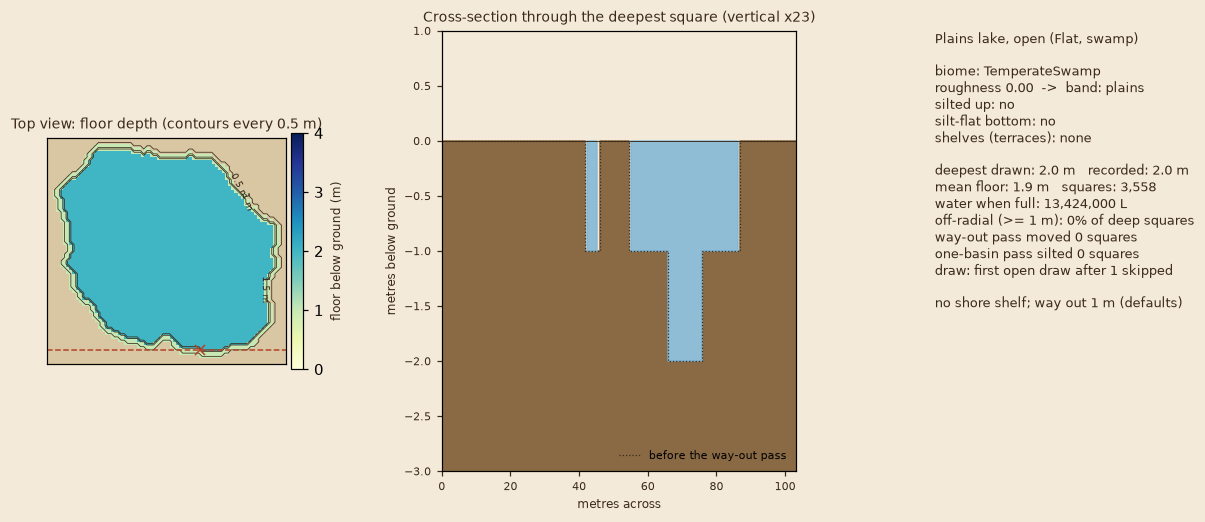 Cross-section through the deepest square (vertical x23)
Top view: floor depth (contours every 0.5 m)
0.5 m
1.5 m
4
3
2
1
0
floor below ground (m)
1.0
0.5
0.0
−0.5
−1.0
−1.5
−2.0
−2.5
−3.0
metres below ground
before the way-out pass
0
20
40
60
80
100
metres across
Plains lake, open (Flat, swamp)
biome: TemperateSwamp
roughness 0.00 -> band: plains
silted up: no
silt-flat bottom: no
shelves (terraces): none
deepest drawn: 2.0 m recorded: 2.0 m
mean floor: 1.9 m squares: 3,558
water when full: 13,424,000 L
off-radial (>= 1 m): 0% of deep squares
way-out pass moved 0 squares
one-basin pass silted 0 squares
draw: first open draw after 1 skipped
no shore shelf; way out 1 m (defaults)